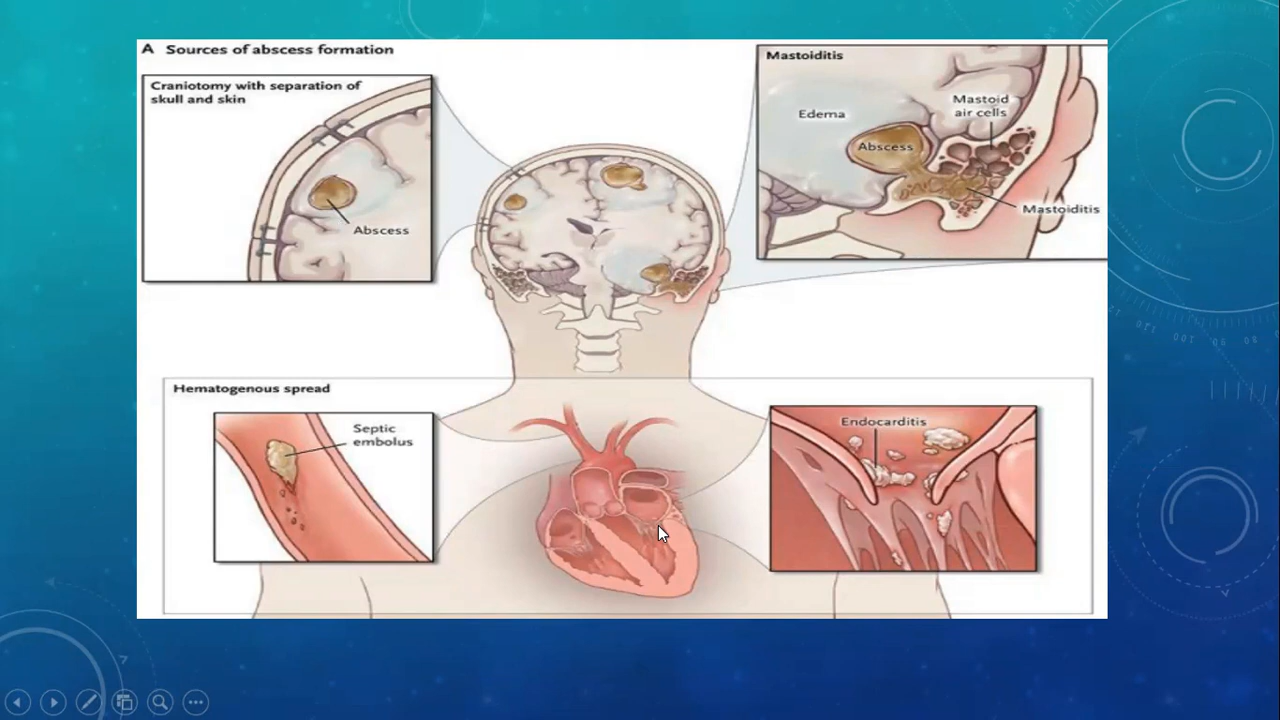 A Sources of abscess formation
Craniotomy with separation of
skull and skin
Abscess
Mastoiditis
Edema
Mastoid
air cells
Abscess
Mastoiditis
Hematogenous spread
Septic
embolus
Endocarditis